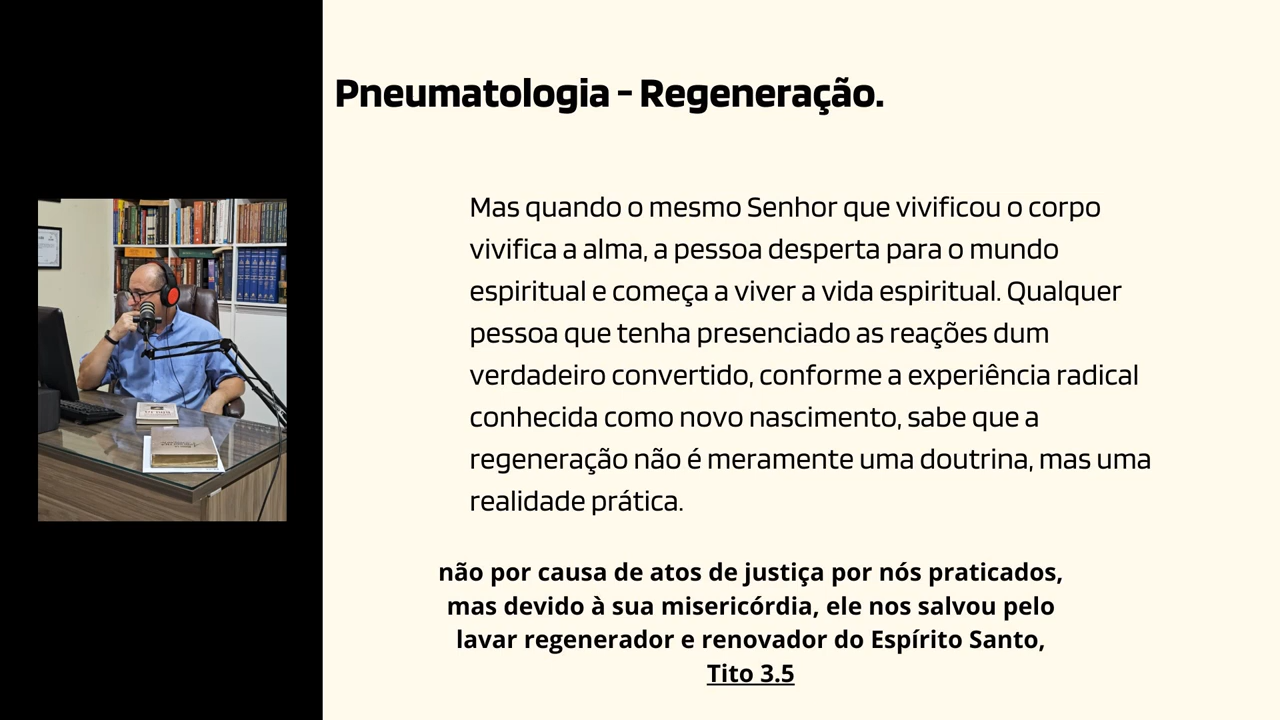 Pneumatologia - Regeneração.
Mas quando o mesmo Senhor que vivificou o corpo
vivifica a alma, a pessoa desperta para o mundo
espiritual e começa a viver a vida espiritual. Qualquer
pessoa que tenha presenciado as reações dum
verdadeiro convertido, conforme a experiência radical
conhecida como novo nascimento, sabe que a
regeneração não é meramente uma doutrina, mas uma
realidade prática.
não por causa de atos de justiça por nós praticados,
mas devido à sua misericórdia, ele nos salvou pelo
lavar regenerador e renovador do Espírito Santo,
Tito 3.5